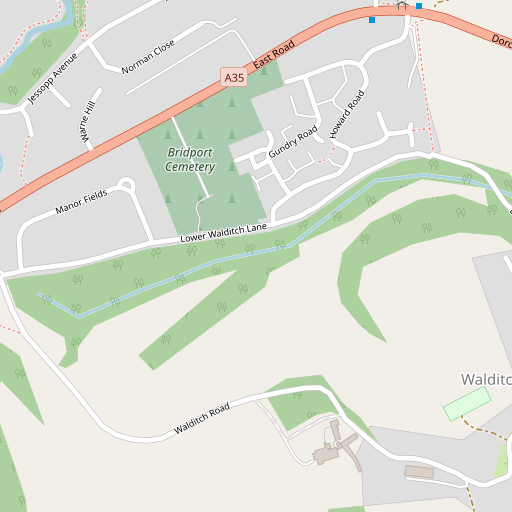 East Road
Dorc
Norman Close
Jessopp Avenue
A35
Warne Hill
Howard Road
Gundry Road
Bridport
Cemetery
Manor Fields
Lower Walditch Lane
Walditc
Walditch Road